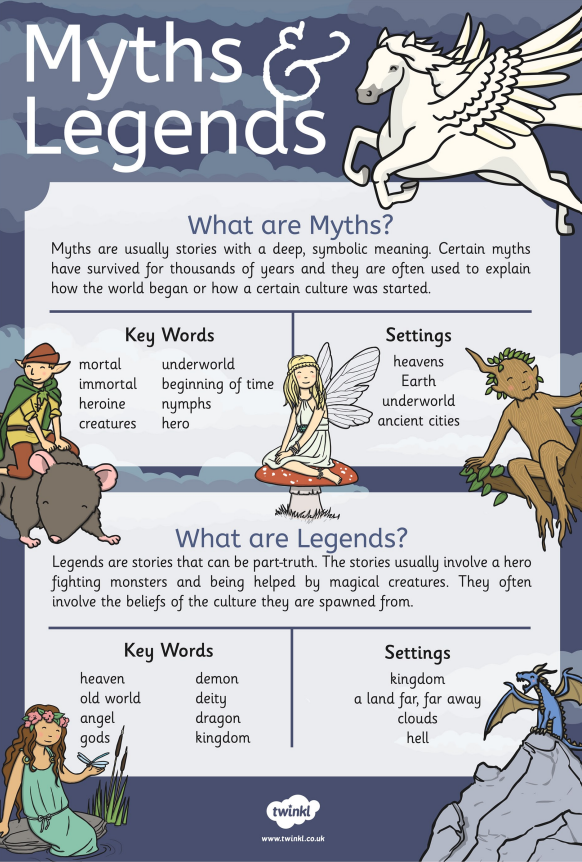 Myths &
Legends
What are Myths?
Myths are usually stories with a deep, symbolic meaning. Certain myths
have survived for thousands of years and they are often used to explain
how the world began or how a certain culture was started.
Key Words
mortal
immortal
heroine
creatures
underworld
beginning of time
nymphs
hero
Settings
heavens
Earth
underworld
ancient cities
What are Legends?
Legends are stories that can be part-truth. The stories usually involve a hero
fighting monsters and being helped by magical creatures. They often
involve the beliefs of the culture they are spawned from.
Key Words
heaven
old world
angel
gods
demon
deity
dragon
kingdom
Settings
kingdom
a land far, far away
clouds
hell
twinkl
www.twinkl.co.uk